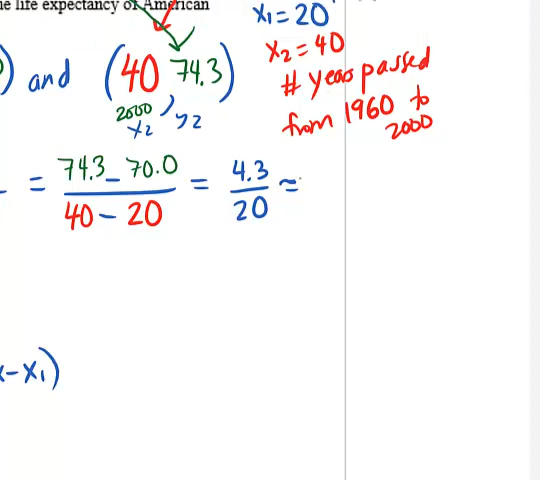 e life expectancy of American
x₁ = 20
) and (40 74.3)
2000 , y₂
x₂
x₂ = 40
# years passed
from 1960 to
2000
= 74.3 - 70.0 / 40 - 20 = 4.3 / 20 ≈
-x₁)